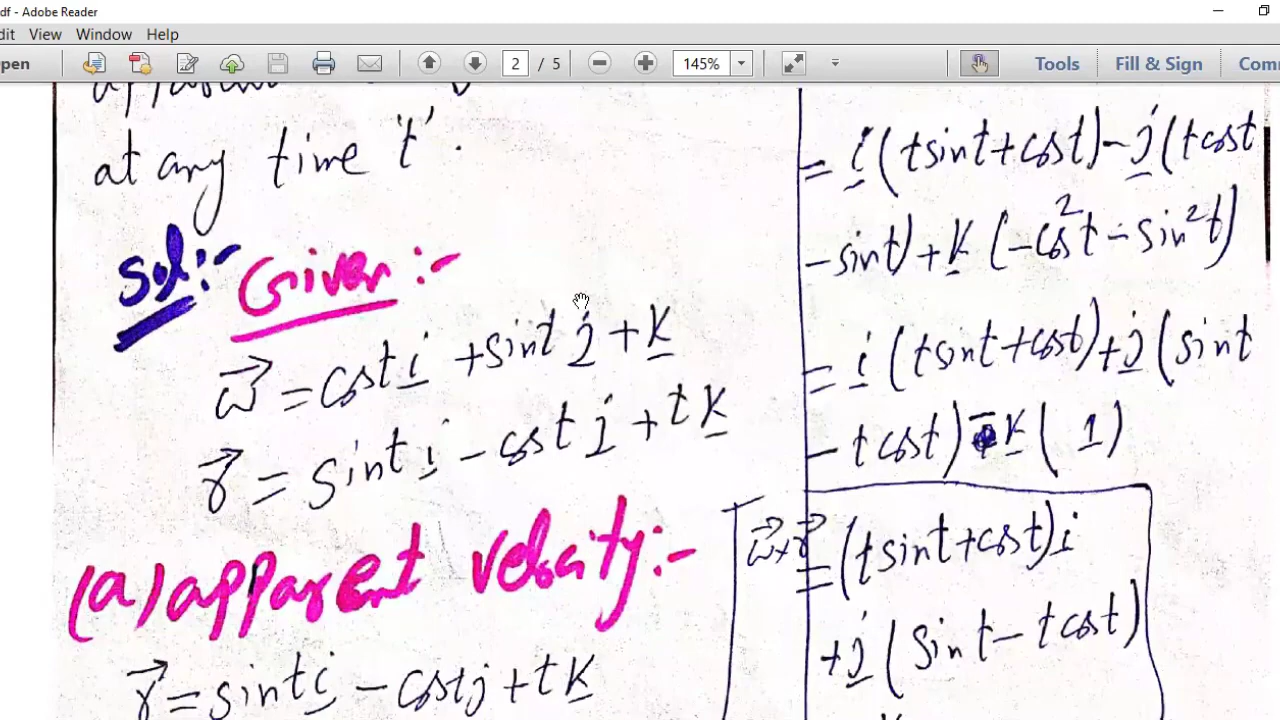 df - Adobe Reader
dit View Window Help
pen 2 / 5 145% Tools Fill & Sign Com
at any time 't'.
Sol:- Given:-
ω⃗ = cost i + sint j + k
r⃗ = sint i - cost j + t k
(a) apparent velocity:-
r⃗ = sint i - cost j + t k
= i (tsint + cost) - j (tcost
- sint) + k (-cos²t - sin²t)
= i (tsint + cost) + j (sint
- tcost) - k (1)
ω⃗ × r⃗ = (tsint + cost) i
+ j (sint - tcost)